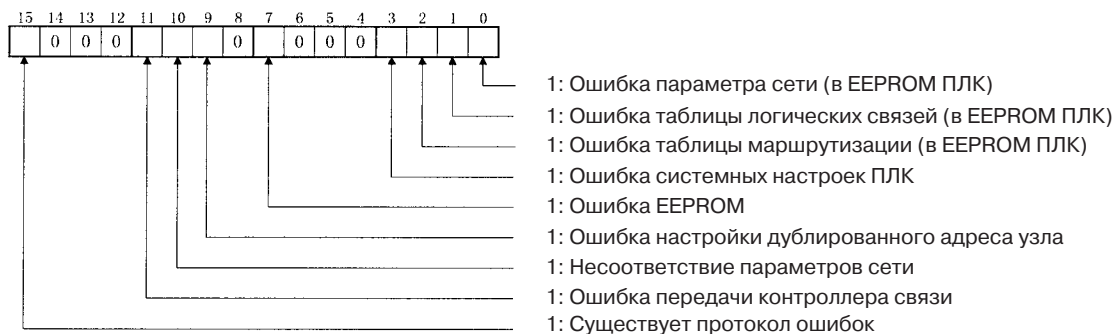 15 14 13 12 11 10 9 8 7 6 5 4 3 2 1 0
0 0 0 0 0 0 0
1: Ошибка параметра сети (в EEPROM ПЛК)
1: Ошибка таблицы логических связей (в EEPROM ПЛК)
1: Ошибка таблицы маршрутизации (в EEPROM ПЛК)
1: Ошибка системных настроек ПЛК
1: Ошибка EEPROM
1: Ошибка настройки дублированного адреса узла
1: Несоответствие параметров сети
1: Ошибка передачи контроллера связи
1: Существует протокол ошибок